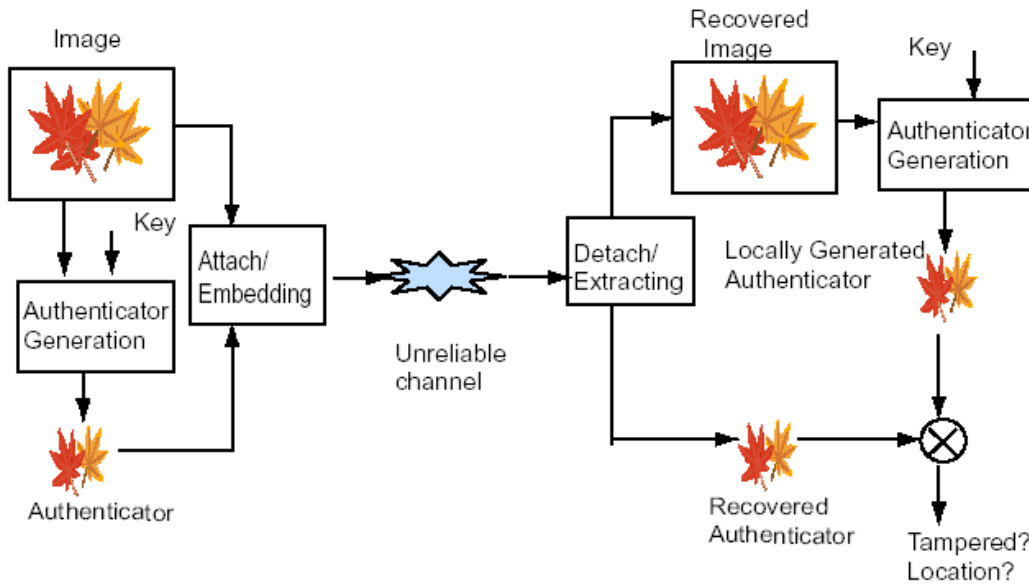 Image
Key
Authenticator
Generation
Authenticator
Attach/
Embedding
Unreliable
channel
Detach/
Extracting
Recovered
Image
Key
Authenticator
Generation
Locally Generated
Authenticator
Recovered
Authenticator
Tampered?
Location?